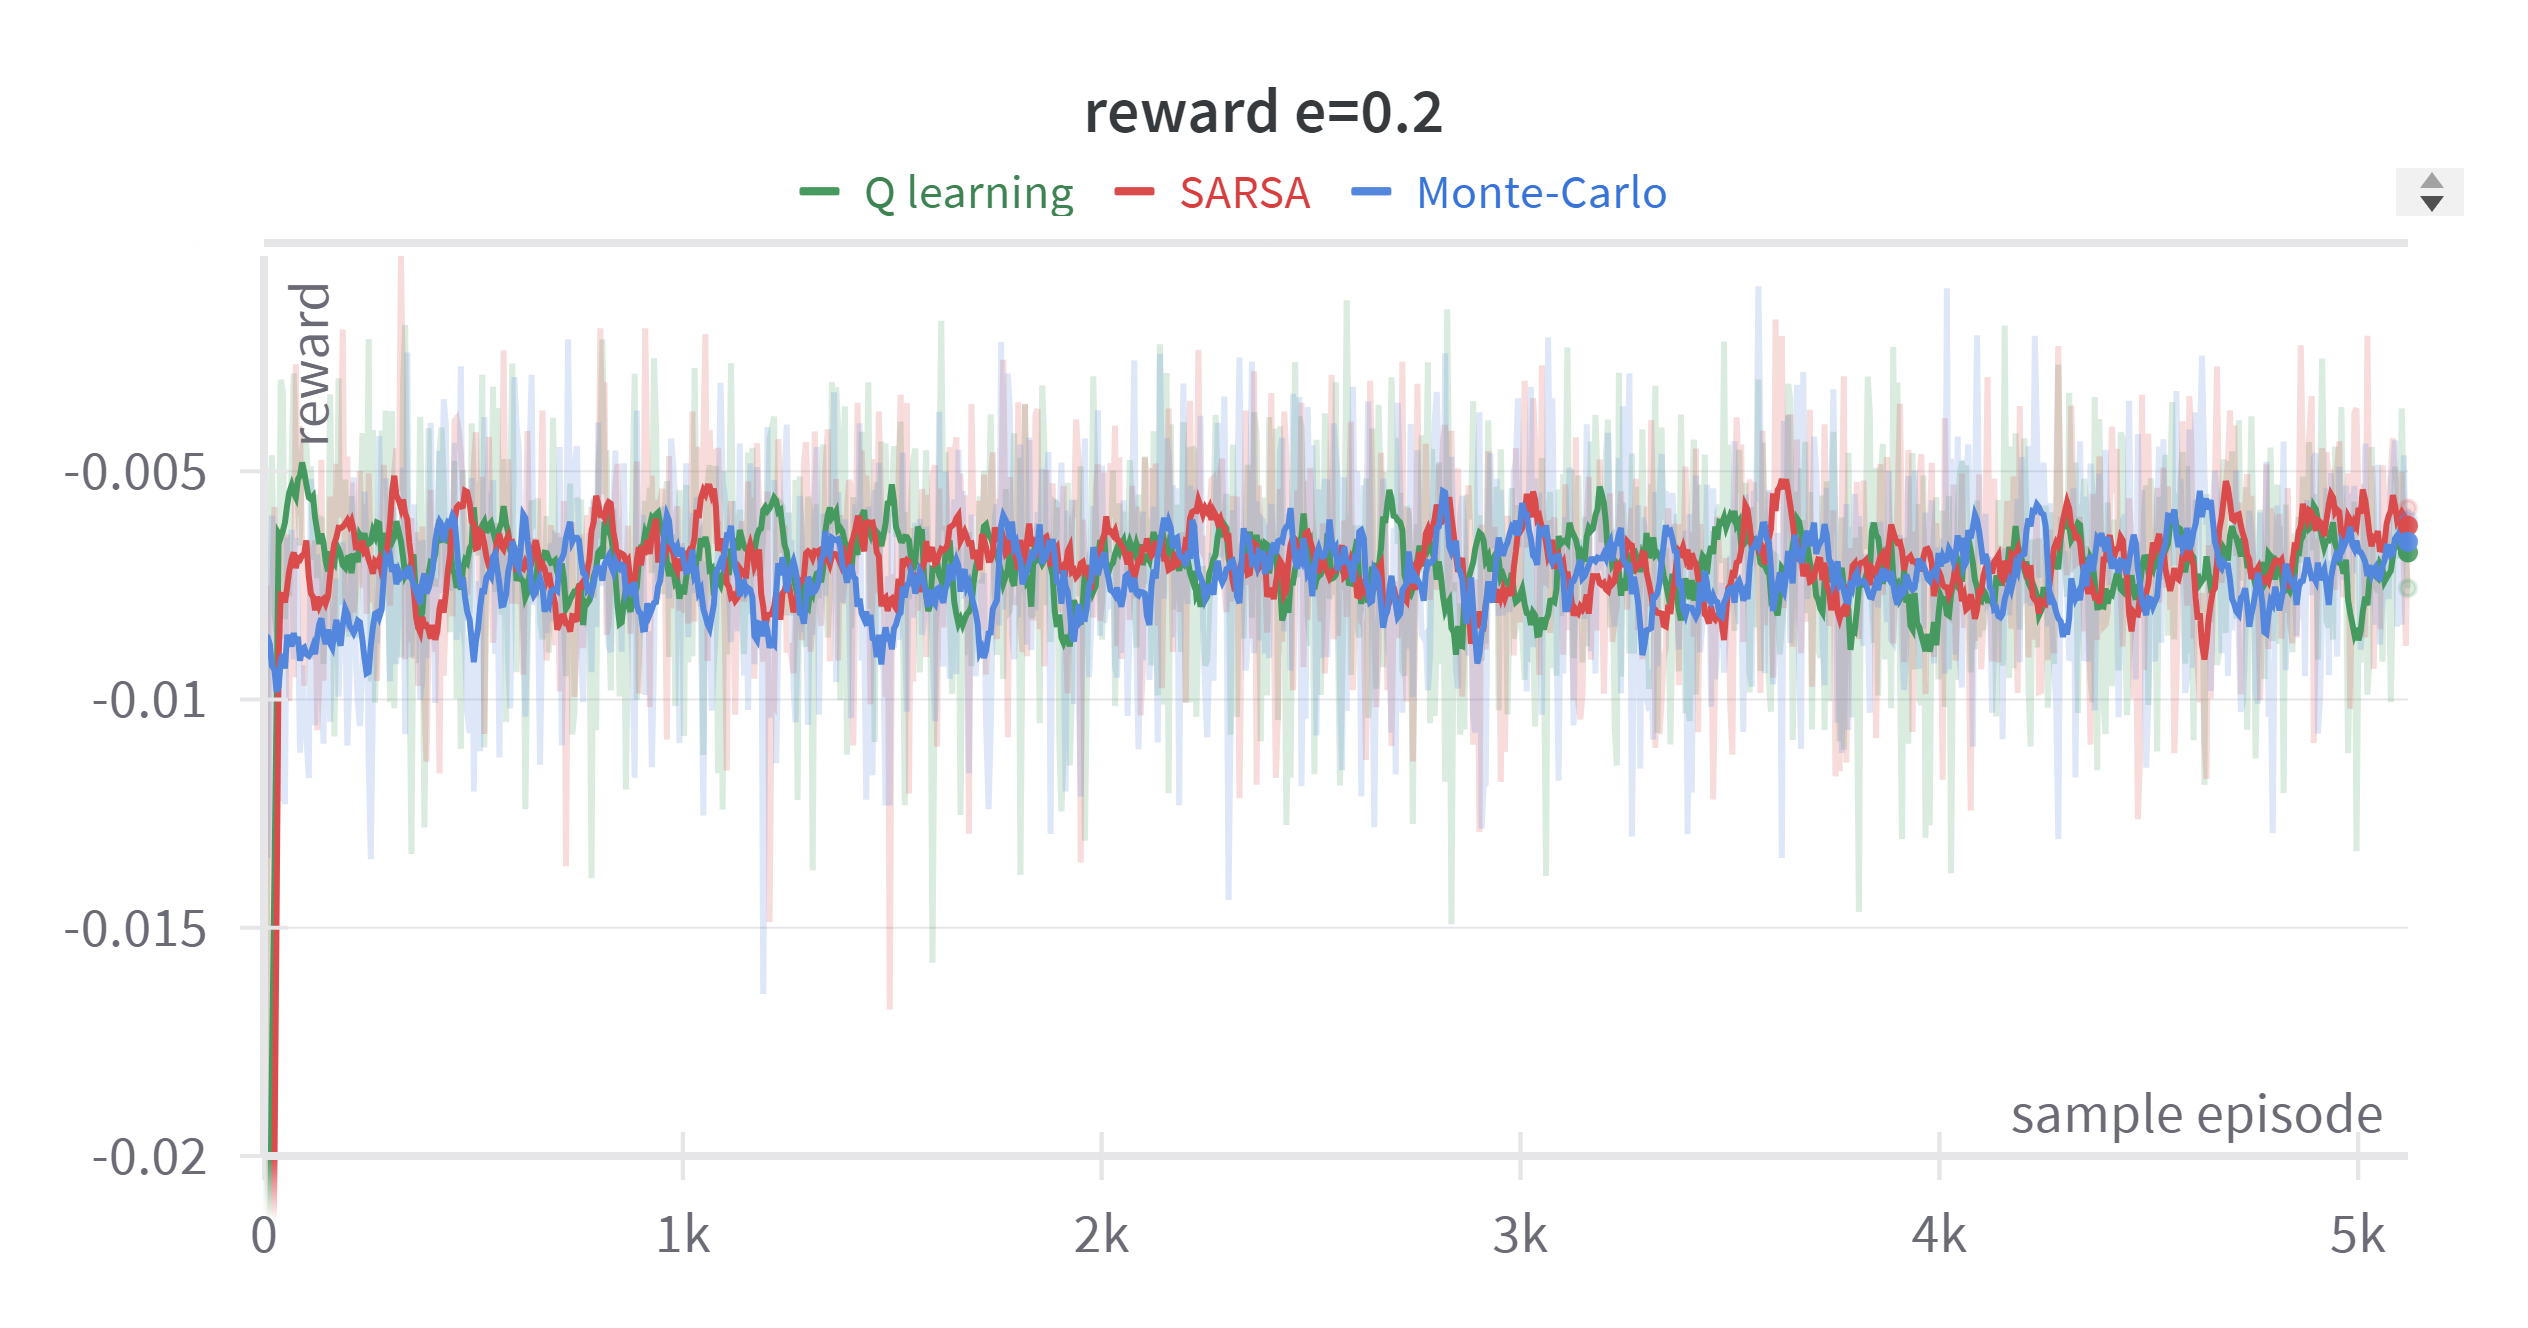 reward e=0.2
Q learning SARSA Monte-Carlo
reward
-0.005
-0.01
-0.015
-0.02
sample episode
0 1k 2k 3k 4k 5k